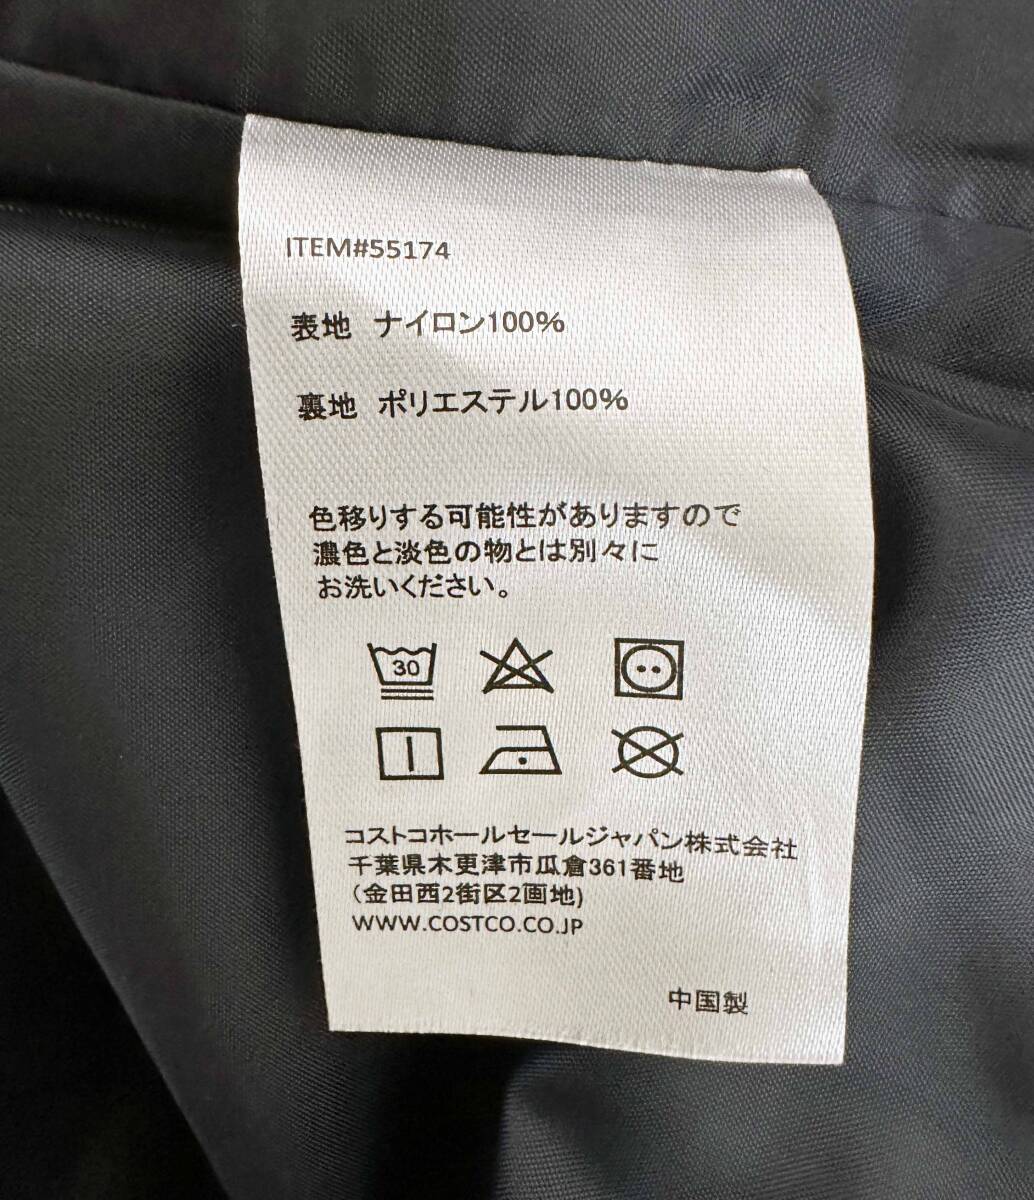 ITEM#55174
表地 ナイロン100%
裏地 ポリエステル100%
色移りする可能性がありますので
濃色と淡色の物とは別々に
お洗いください。
30
コストコホールセールジャパン株式会社
千葉県木更津市瓜倉361番地
(金田西2街区2画地)
WWW.COSTCO.CO.JP
中国製